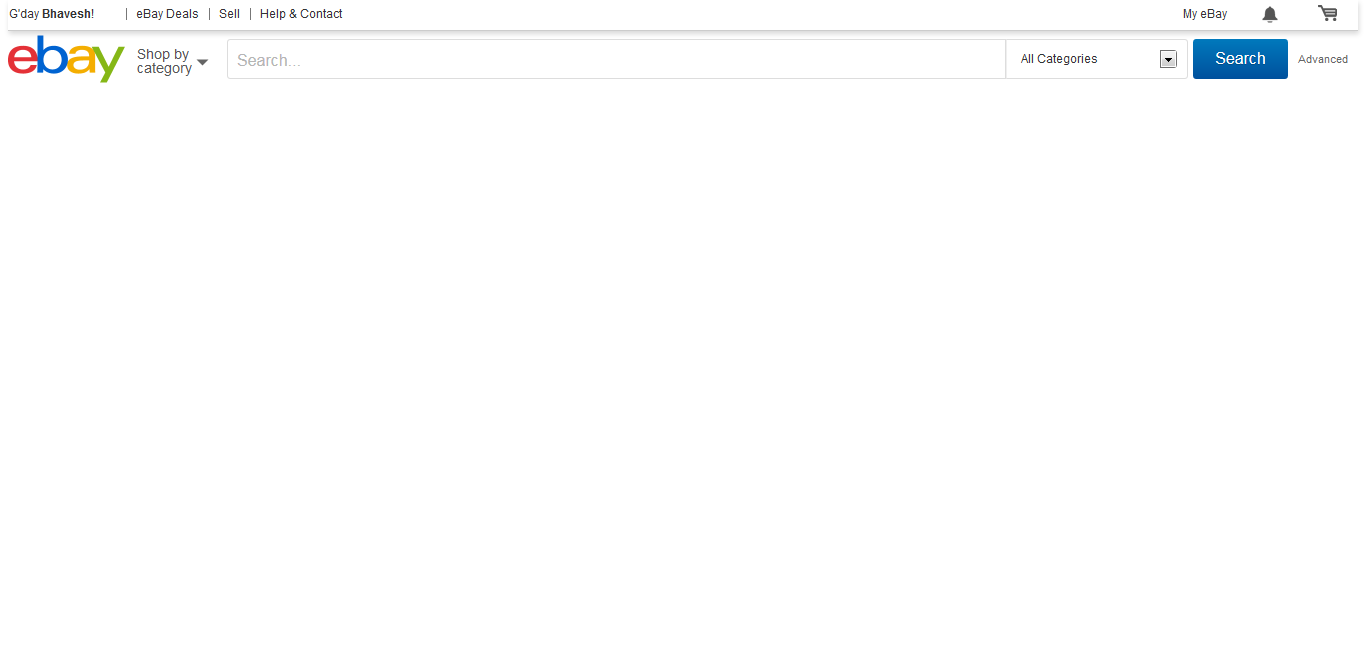 G'day Bhavesh! | eBay Deals | Sell | Help & Contact My eBay
ebay
Shop by
category
Search...
All Categories
Search
Advanced